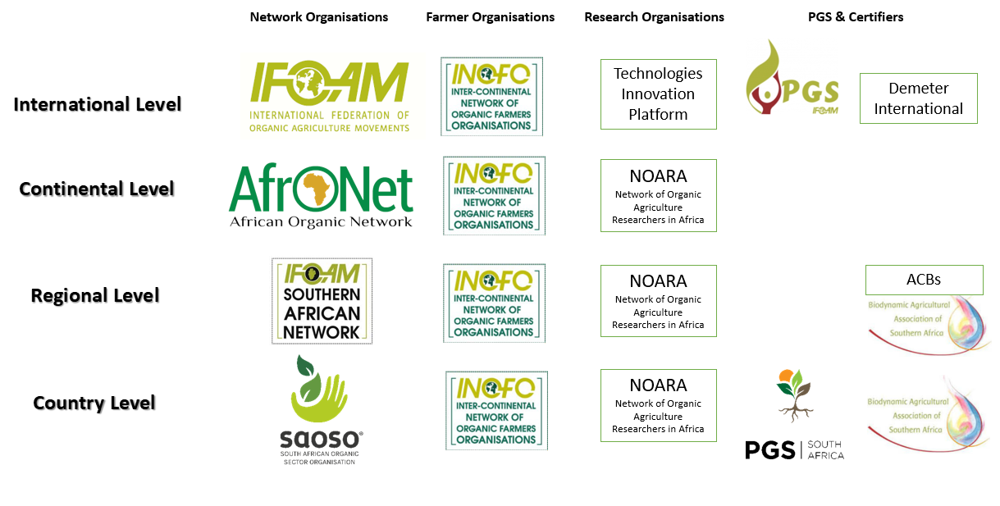 Network Organisations
Farmer Organisations
Research Organisations
PGS & Certifiers
International Level
IFOAM
INTERNATIONAL FEDERATION OF
ORGANIC AGRICULTURE MOVEMENTS
INOFO
INTER-CONTINENTAL
NETWORK OF
ORGANIC FARMERS
ORGANISATIONS
Technologies
Innovation
Platform
PGS
IFOAM
Demeter
International
Continental Level
AfrONet
African Organic Network
INOFO
INTER-CONTINENTAL
NETWORK OF
ORGANIC FARMERS
ORGANISATIONS
NOARA
Network of Organic
Agriculture
Researchers in Africa
Regional Level
IFOAM
SOUTHERN
AFRICAN
NETWORK
INOFO
INTER-CONTINENTAL
NETWORK OF
ORGANIC FARMERS
ORGANISATIONS
NOARA
Network of Organic
Agriculture
Researchers in Africa
ACBs
Biodynamic Agricultural
Association of
Southern Africa
Country Level
saoso®
SOUTH AFRICAN ORGANIC
SECTOR ORGANISATION
INOFO
INTER-CONTINENTAL
NETWORK OF
ORGANIC FARMERS
ORGANISATIONS
NOARA
Network of Organic
Agriculture
Researchers in Africa
PGS | SOUTH
AFRICA
Biodynamic Agricultural
Association of
Southern Africa